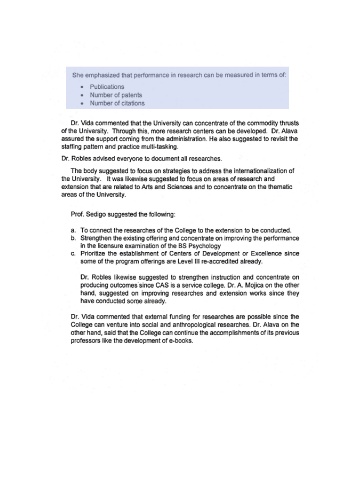 She emphasized that performance in research can be measured in terms of:
• Publications
• Number of patents
• Number of citations
Dr. Vida commented that the University can concentrate of the commodity thrusts
of the University. Through this, more research centers can be developed. Dr. Alava
assured the support coming from the administration. He also suggested to revisit the
staffing pattern and practice multi-tasking.
Dr. Robles advised everyone to document all researches.
The body suggested to focus on strategies to address the internationalization of
the University. It was likewise suggested to focus on areas of research and
extension that are related to Arts and Sciences and to concentrate on the thematic
areas of the University.
Prof. Sedigo suggested the following:
a. To connect the researches of the College to the extension to be conducted.
b. Strengthen the existing offering and concentrate on improving the performance
in the licensure examination of the BS Psychology
c. Prioritize the establishment of Centers of Development or Excellence since
some of the program offerings are Level III re-accredited already.
Dr. Robles likewise suggested to strengthen instruction and concentrate on
producing outcomes since CAS is a service college. Dr. A. Mojica on the other
hand, suggested on improving researches and extension works since they
have conducted some already.
Dr. Vida commented that external funding for researches are possible since the
College can venture into social and anthropological researches. Dr. Alava on the
other hand, said that the College can continue the accomplishments of its previous
professors like the development of e-books.